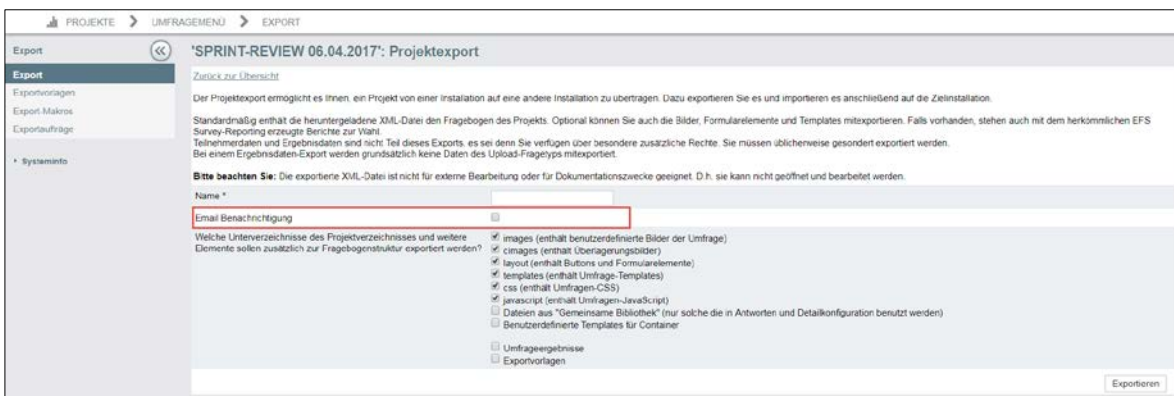 PROJEKTE > UMFRAGEMENÜ > EXPORT
Export
'SPRINT-REVIEW 06.04.2017': Projektexport
Export
Exportvorlagen
Export-Makros
Exportaufträge
Systeminfo
Zurück zur Übersicht
Der Projektexport ermöglicht es Ihnen, ein Projekt von einer Installation auf eine andere Installation zu übertragen. Dazu exportieren Sie es und importieren es anschließend auf die Zielinstallation.
Standardmäßig enthält die heruntergeladene XML-Datei den Fragebogen des Projekts. Optional können Sie auch die Bilder, Formularelemente und Templates mitexportieren. Falls vorhanden, stehen auch mit dem herkömmlichen EFS
Survey-Reporting erzeugte Berichte zur Wahl.
Teilnehmerdaten und Ergebnisdaten sind nicht Teil dieses Exports, es sei denn Sie verfügen über besondere zusätzliche Rechte. Sie müssen üblicherweise gesondert exportiert werden.
Bei einem Ergebnisdaten-Export werden grundsätzlich keine Daten des Upload-Fragetyps mitexportiert.
Bitte beachten Sie: Die exportierte XML-Datei ist nicht für externe Bearbeitung oder für Dokumentationszwecke geeignet. D.h. sie kann nicht geöffnet und bearbeitet werden.
Name *
Email Benachrichtigung
Welche Unterverzeichnisse des Projektverzeichnisses und weitere
Elemente sollen zusätzlich zur Fragebogenstruktur exportiert werden?
images (enthält benutzerdefinierte Bilder der Umfrage)
cimages (enthält Überlagerungsbilder)
layout (enthält Buttons und Formularelemente)
templates (enthält Umfrage-Templates)
css (enthält Umfragen-CSS)
javascript (enthält Umfragen-JavaScript)
Dateien aus "Gemeinsame Bibliothek" (nur solche die in Antworten und Detailkonfiguration benutzt werden)
Benutzerdefinierte Templates für Container
Umfrageergebnisse
Exportvorlagen
Exportieren